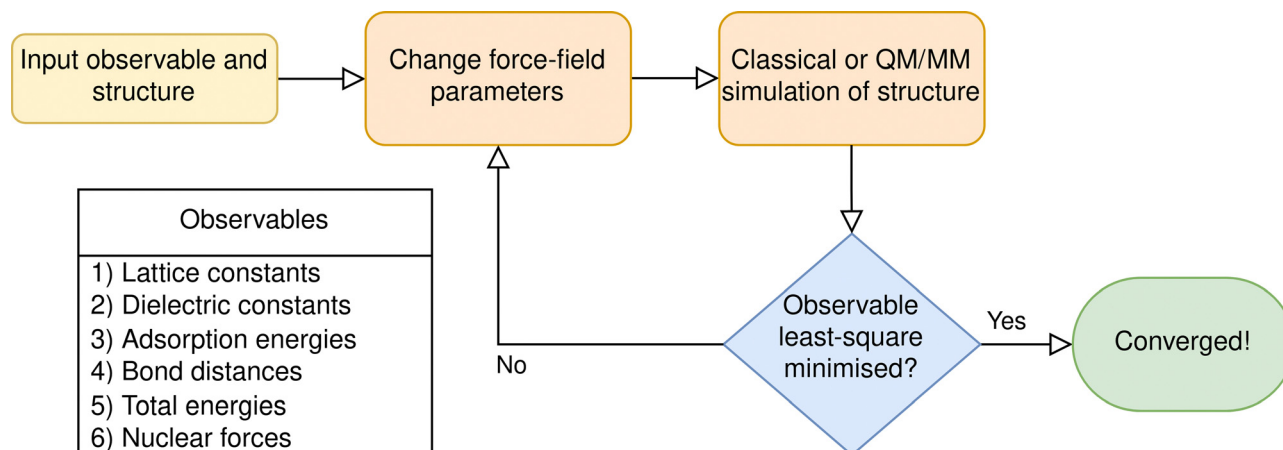 Input observable and
structure
Change force-field
parameters
Classical or QM/MM
simulation of structure
Observables
1) Lattice constants
2) Dielectric constants
3) Adsorption energies
4) Bond distances
5) Total energies
6) Nuclear forces
No
Observable
least-square
minimised?
Yes
Converged!